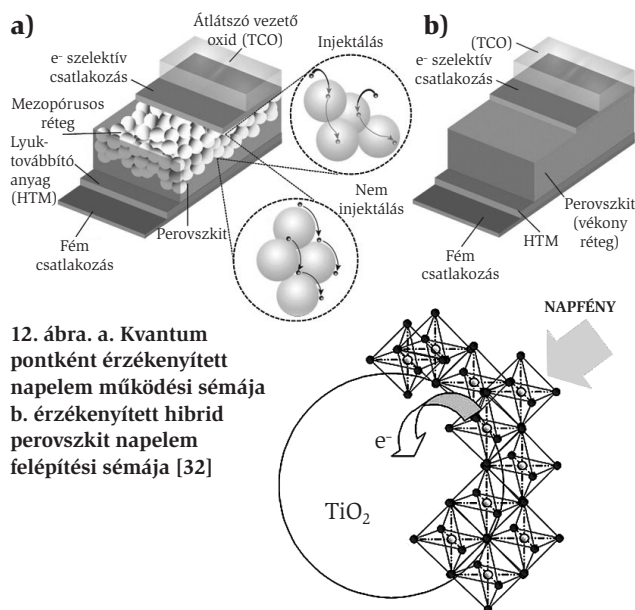 a)
Átlátszó vezető
oxid (TCO)
e- szelektív
csatlakozás
Mezopórusos
réteg
Lyuk-
továbbító
anyag
(HTM)
Fém
csatlakozás
Perovszkit
Injektálás
Nem
injektálás
b)
(TCO)
e- szelektív
csatlakozás
Perovszkit
(vékony
réteg)
HTM
Fém
csatlakozás
12. ábra. a. Kvantum
pontként érzékenyített
napelem működési sémája
b. érzékenyített hibrid
perovszkit napelem
felépítési sémája [32]
NAPFÉNY
e-
TiO₂